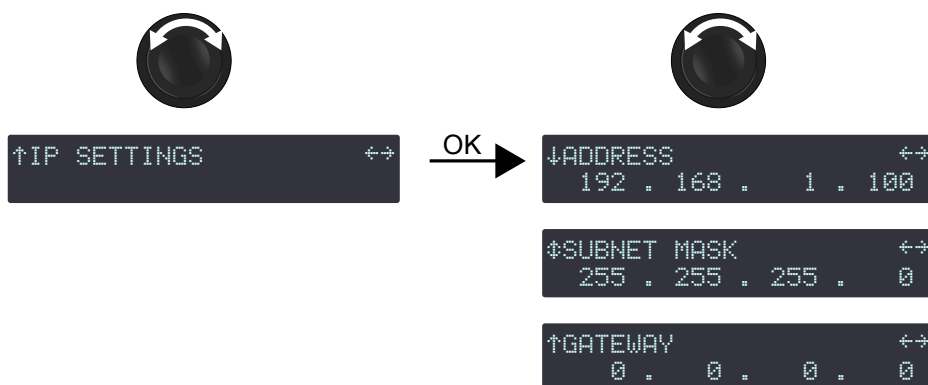 ↑IP SETTINGS ↔
OK
↓ADDRESS ↔
192 . 168 . 1 . 100
↕SUBNET MASK ↔
255 . 255 . 255 . 0
↑GATEWAY ↔
0 . 0 . 0 . 0